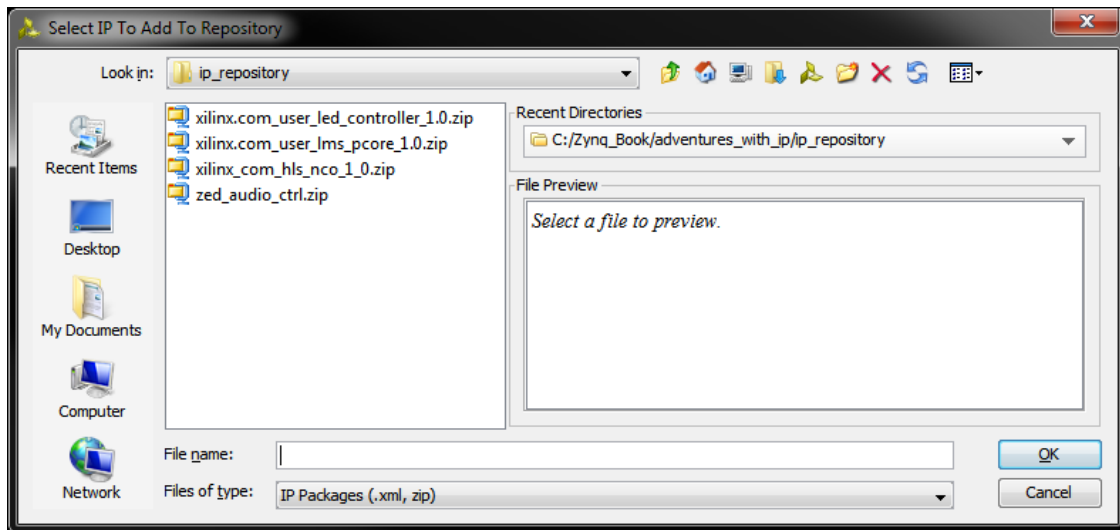 Select IP To Add To Repository
Look in:
ip_repository
Recent Items
Desktop
My Documents
Computer
Network
xilinx.com_user_led_controller_1.0.zip
xilinx.com_user_lms_pcore_1.0.zip
xilinx_com_hls_nco_1_0.zip
zed_audio_ctrl.zip
Recent Directories
C:/Zynq_Book/adventures_with_ip/ip_repository
File Preview
Select a file to preview.
File name:
OK
Files of type:
IP Packages (.xml, zip)
Cancel